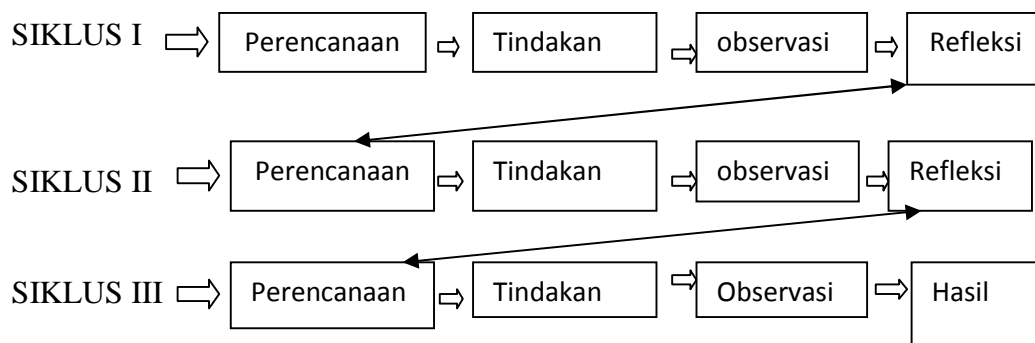 SIKLUS I Perencanaan Tindakan observasi Refleksi
SIKLUS II Perencanaan Tindakan observasi Refleksi
SIKLUS III Perencanaan Tindakan Observasi Hasil